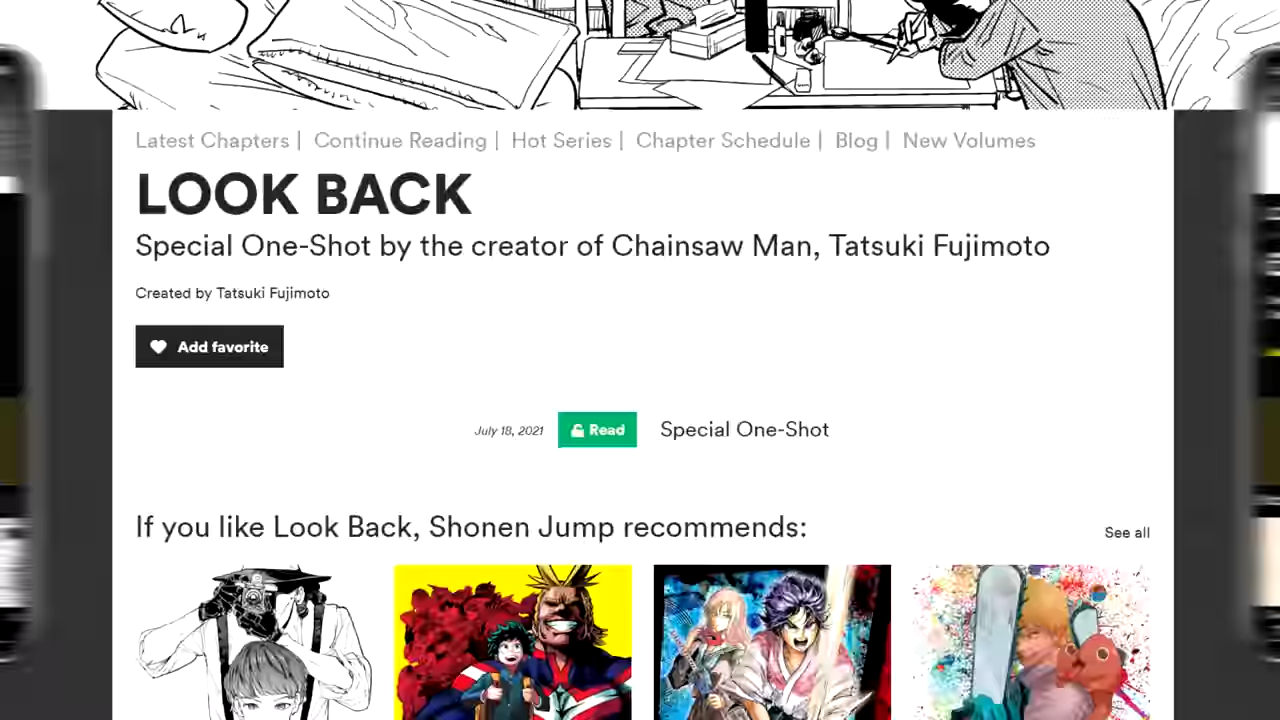 Latest Chapters | Continue Reading | Hot Series | Chapter Schedule | Blog | New Volumes
LOOK BACK
Special One-Shot by the creator of Chainsaw Man, Tatsuki Fujimoto
Created by Tatsuki Fujimoto
Add favorite
July 18, 2021 Read Special One-Shot
If you like Look Back, Shonen Jump recommends:
See all